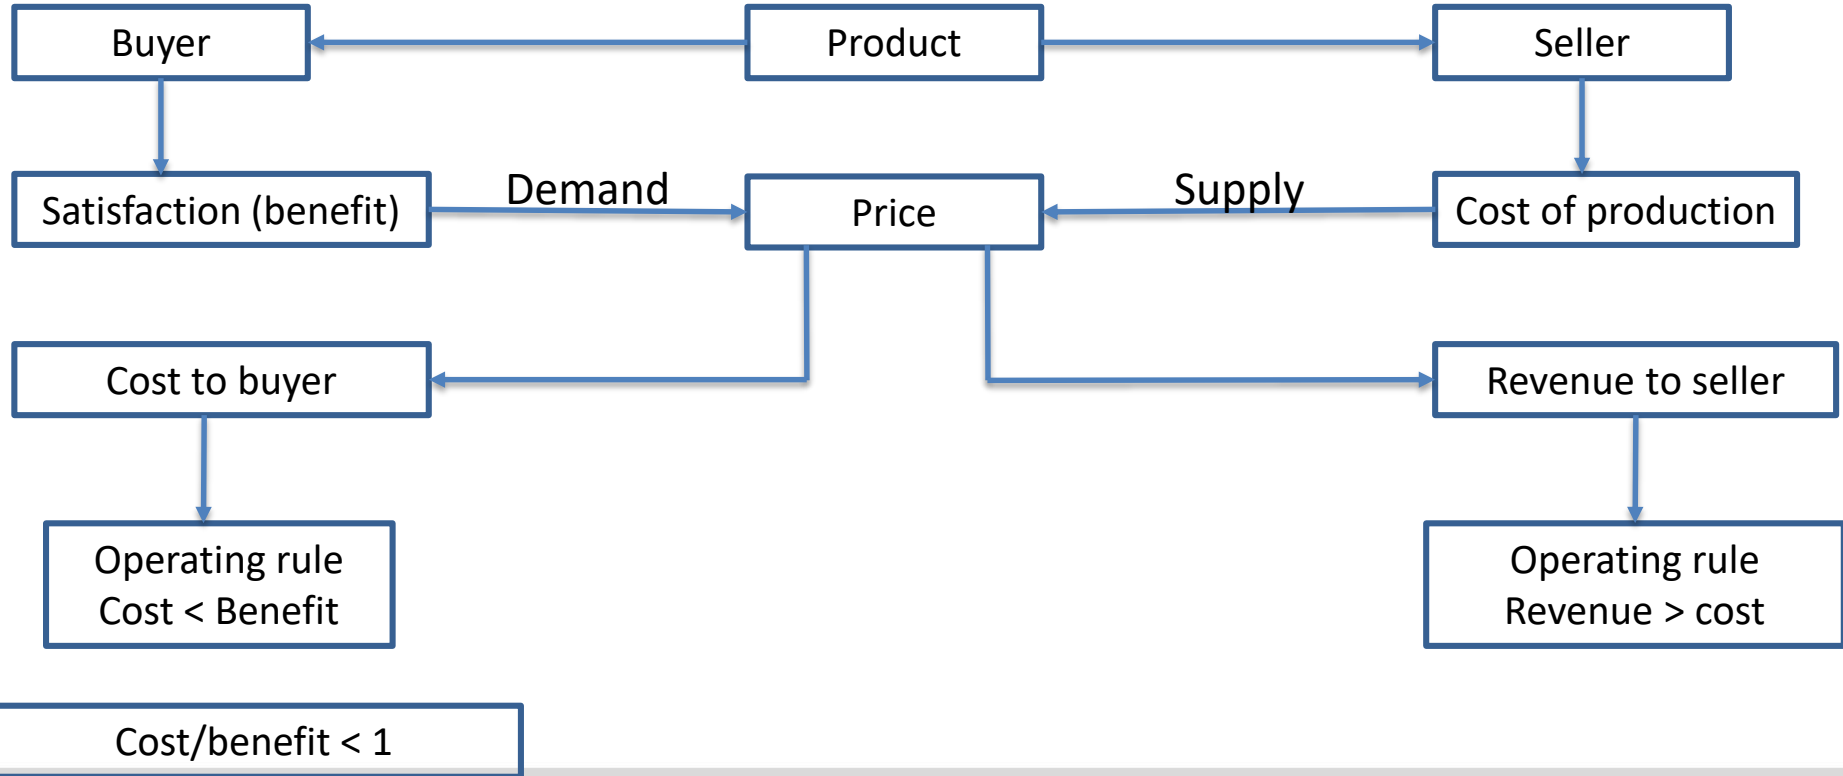 Buyer
Product
Seller
Satisfaction (benefit)
Demand
Price
Supply
Cost of production
Cost to buyer
Revenue to seller
Operating rule
Cost < Benefit
Operating rule
Revenue > cost
Cost/benefit < 1